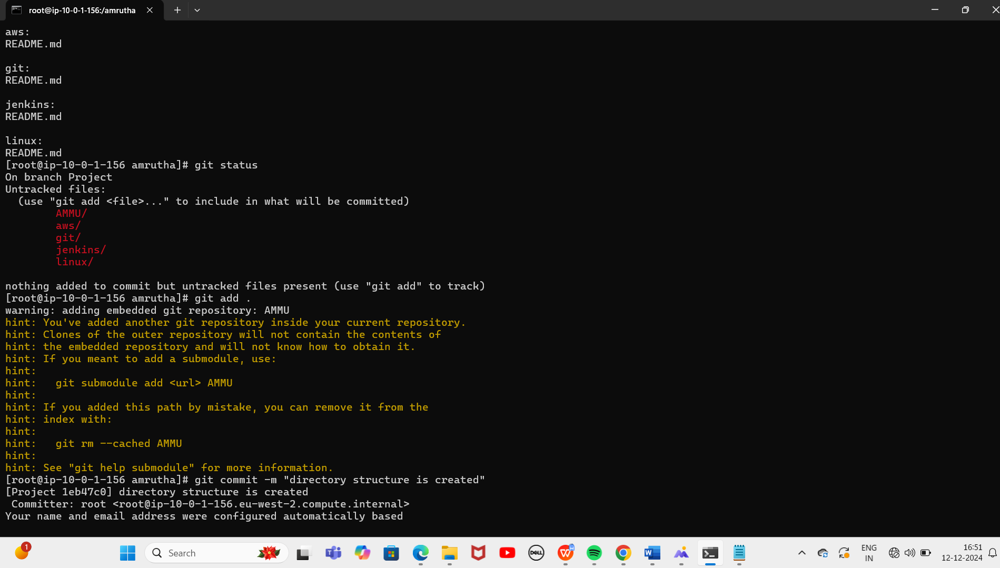 root@ip-10-0-1-156:/amrutha
aws:
README.md
git:
README.md
jenkins:
README.md
linux:
README.md
[root@ip-10-0-1-156 amrutha]# git status
On branch Project
Untracked files:
  (use "git add <file>..." to include in what will be committed)
        AMMU/
        aws/
        git/
        jenkins/
        linux/
nothing added to commit but untracked files present (use "git add" to track)
[root@ip-10-0-1-156 amrutha]# git add .
warning: adding embedded git repository: AMMU
hint: You've added another git repository inside your current repository.
hint: Clones of the outer repository will not contain the contents of
hint: the embedded repository and will not know how to obtain it.
hint: If you meant to add a submodule, use:
hint:
hint:   git submodule add <url> AMMU
hint:
hint: If you added this path by mistake, you can remove it from the
hint: index with:
hint:
hint:   git rm --cached AMMU
hint:
hint: See "git help submodule" for more information.
[root@ip-10-0-1-156 amrutha]# git commit -m "directory structure is created"
[Project 1eb47c0] directory structure is created
 Committer: root <root@ip-10-0-1-156.eu-west-2.compute.internal>
Your name and email address were configured automatically based
1
Search
DELL
ENG
IN
16:51
12-12-2024